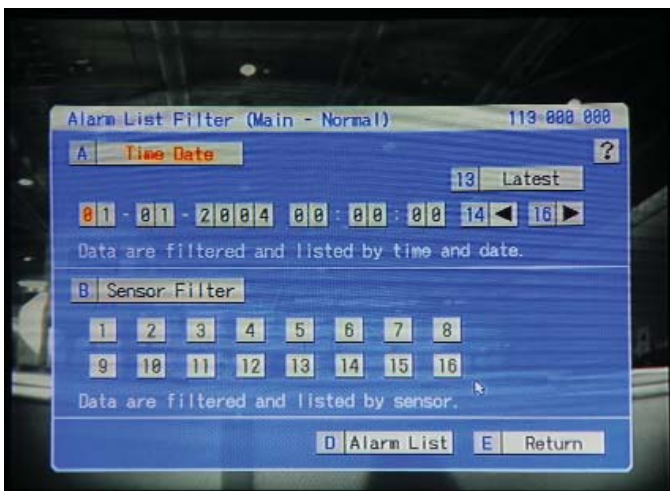 Alarm List Filter (Main - Normal) 113 000 000
A Time Date ?
13 Latest
01-01-2004 00:00:00 14 ◀ 16 ▶
Data are filtered and listed by time and date.
B Sensor Filter
1 2 3 4 5 6 7 8
9 10 11 12 13 14 15 16
Data are filtered and listed by sensor.
D Alarm List E Return